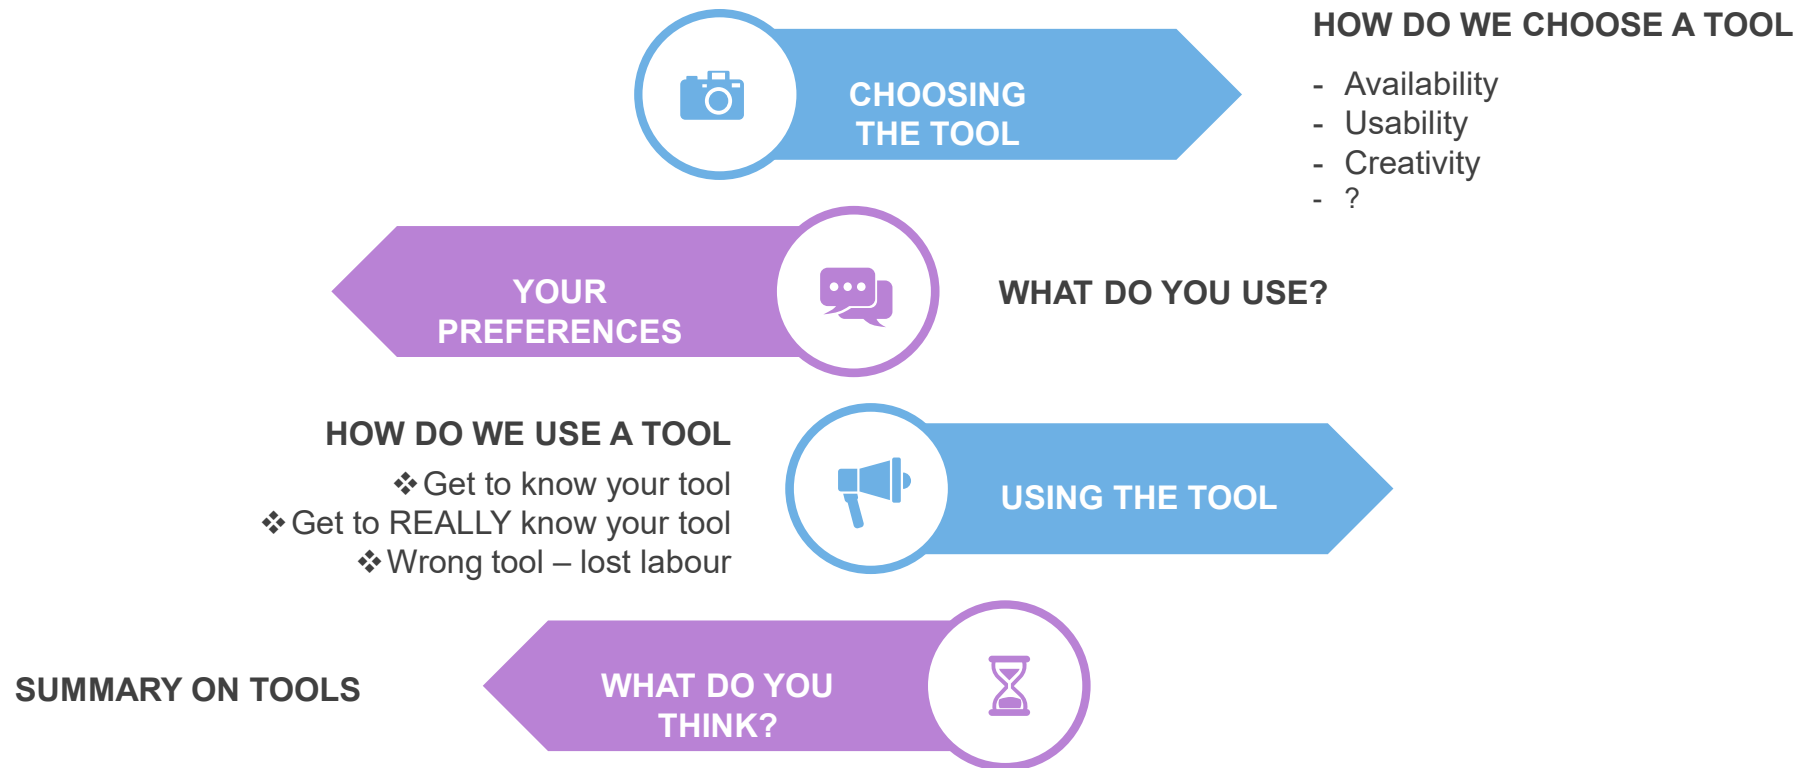 HOW DO WE CHOOSE A TOOL
- Availability
- Usability
- Creativity
- ?
CHOOSING
THE TOOL
YOUR
PREFERENCES
WHAT DO YOU USE?
HOW DO WE USE A TOOL
❖ Get to know your tool
❖ Get to REALLY know your tool
❖ Wrong tool – lost labour
USING THE TOOL
SUMMARY ON TOOLS
WHAT DO YOU
THINK?